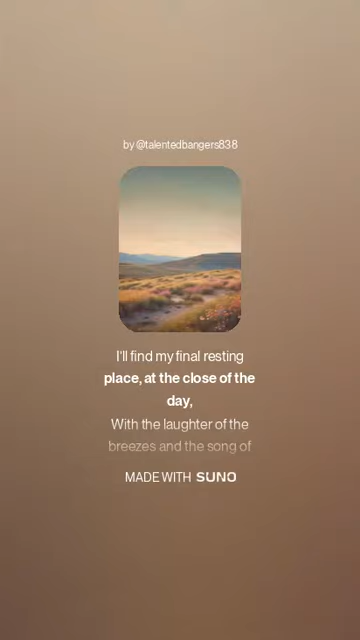 by @talentedbangers838
I'll find my final resting
place, at the close of the
day,
With the laughter of the
breezes and the song of
MADE WITH SUNO